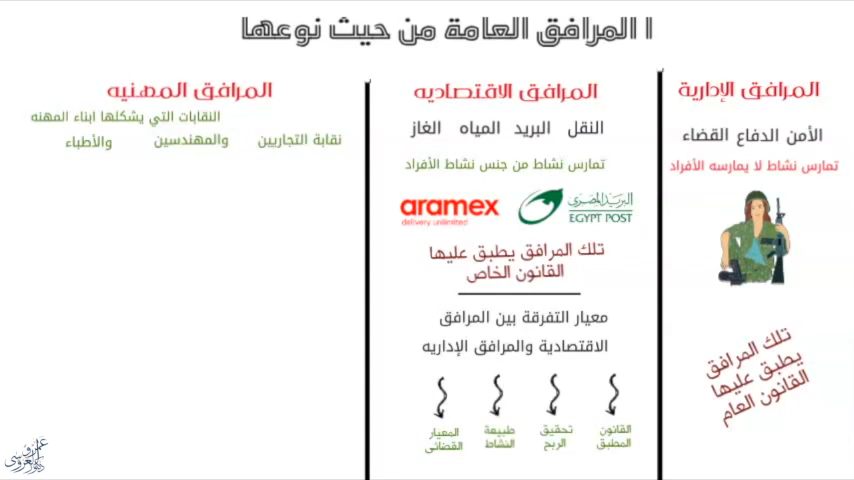 ا المرافق العامة من حيث نوعها
المرافق الإدارية
الأمن الدفاع القضاء
تمارس نشاط لا يمارسه الأفراد
تلك المرافق
يطبق عليها
القانون العام
المرافق الاقتصاديه
النقل البريد المياه الغاز
تمارس نشاط من جنس نشاط الأفراد
aramex
delivery unlimited
البريد المصرى
EGYPT POST
تلك المرافق يطبق عليها
القانون الخاص
معيار التفرقة بين المرافق
الاقتصادية والمرافق الإداريه
القانون
المطبق
تحقيق
الربح
طبيعة
النشاط
المعيار
القضائى
المرافق المهنيه
النقابات التي يشكلها ابناء المهنه
نقابة التجاريين والمهندسين والأطباء